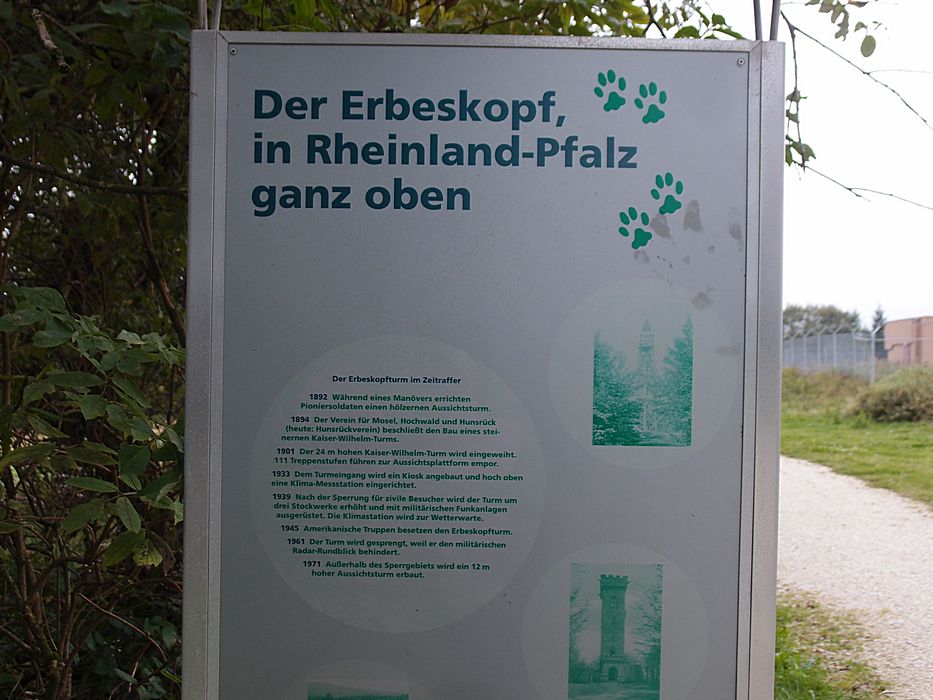 Der Erbeskopf,
in Rheinland-Pfalz
ganz oben
Der Erbeskopfturm im Zeitraffer
1892 Während eines Manövers errichten
Pioniersoldaten einen hölzernen Aussichtsturm.
1894 Der Verein für Mosel, Hochwald und Hunsrück
(heute: Hunsrückverein) beschließt den Bau eines stei-
nernen Kaiser-Wilhelm-Turms.
1901 Der 24 m hohen Kaiser-Wilhelm-Turm wird eingeweiht.
111 Treppenstufen führen zur Aussichtsplattform empor.
1933 Dem Turmeingang wird ein Kiosk angebaut und hoch oben
eine Klima-Messstation eingerichtet.
1939 Nach der Sperrung für zivile Besucher wird der Turm um
drei Stockwerke erhöht und mit militärischen Funkanlagen
ausgerüstet. Die Klimastation wird zur Wetterwarte.
1945 Amerikanische Truppen besetzen den Erbeskopfturm.
1961 Der Turm wird gesprengt, weil er den militärischen
Radar-Rundblick behindert.
1971 Außerhalb des Sperrgebiets wird ein 12 m
hoher Aussichtsturm erbaut.